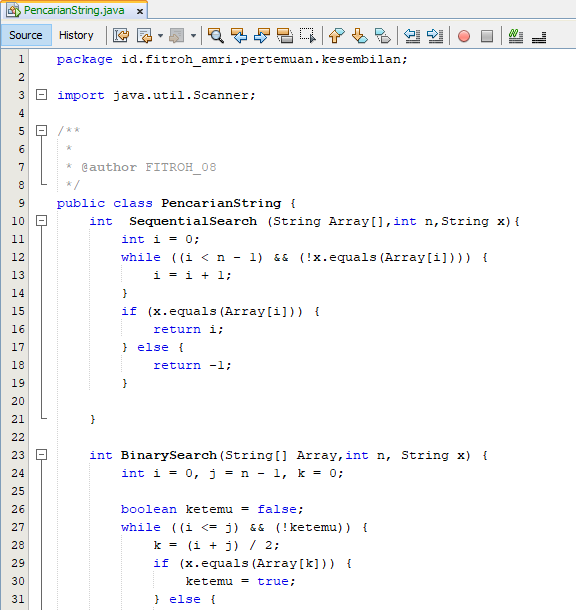 PencarianString.java ×
Source History
1 package id.fitroh_amri.pertemuan.kesembilan;
2
3 import java.util.Scanner;
4
5 /**
6  *
7  * @author FITROH_08
8  */
9 public class PencarianString {
10     int  SequentialSearch (String Array[],int n,String x){
11         int i = 0;
12         while ((i < n - 1) && (!x.equals(Array[i]))) {
13             i = i + 1;
14         }
15         if (x.equals(Array[i])) {
16             return i;
17         } else {
18             return -1;
19         }
20
21     }
22
23     int BinarySearch(String[] Array,int n, String x) {
24         int i = 0, j = n - 1, k = 0;
25
26         boolean ketemu = false;
27         while ((i <= j) && (!ketemu)) {
28             k = (i + j) / 2;
29             if (x.equals(Array[k])) {
30                 ketemu = true;
31             } else {